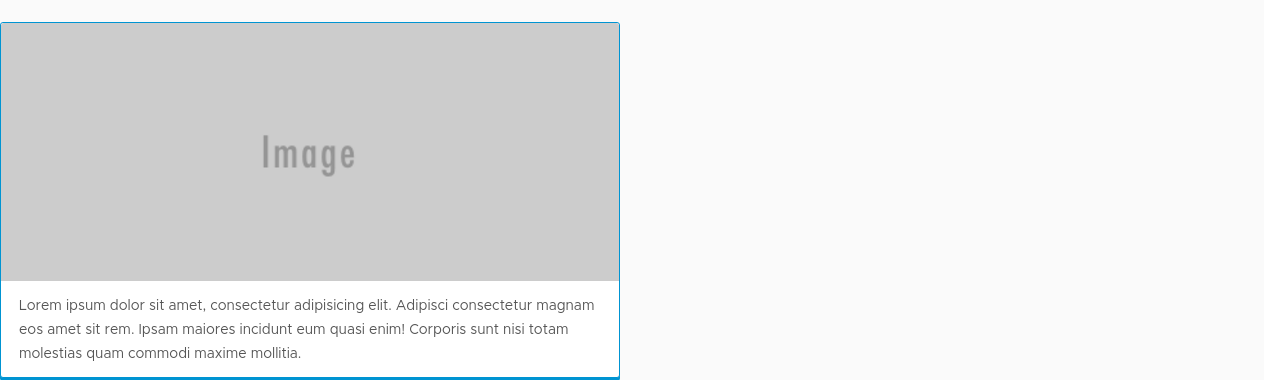 Image
Lorem ipsum dolor sit amet, consectetur adipisicing elit. Adipisci consectetur magnam
eos amet sit rem. Ipsam maiores incidunt eum quasi enim! Corporis sunt nisi totam
molestias quam commodi maxime mollitia.